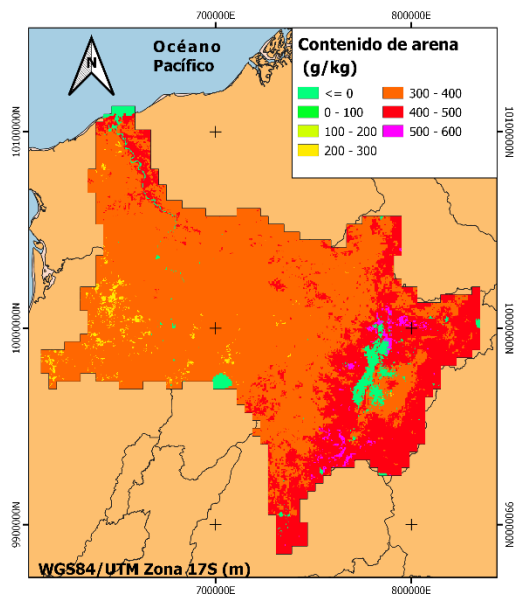 700000E
800000E
N
Océano
Pacífico
Contenido de arena
(g/kg)
<= 0
0 - 100
100 - 200
200 - 300
300 - 400
400 - 500
500 - 600
10100000N
10100000N
10000000N
10000000N
9900000N
9900000N
WGS84/UTM Zona 17S (m)
700000E
800000E